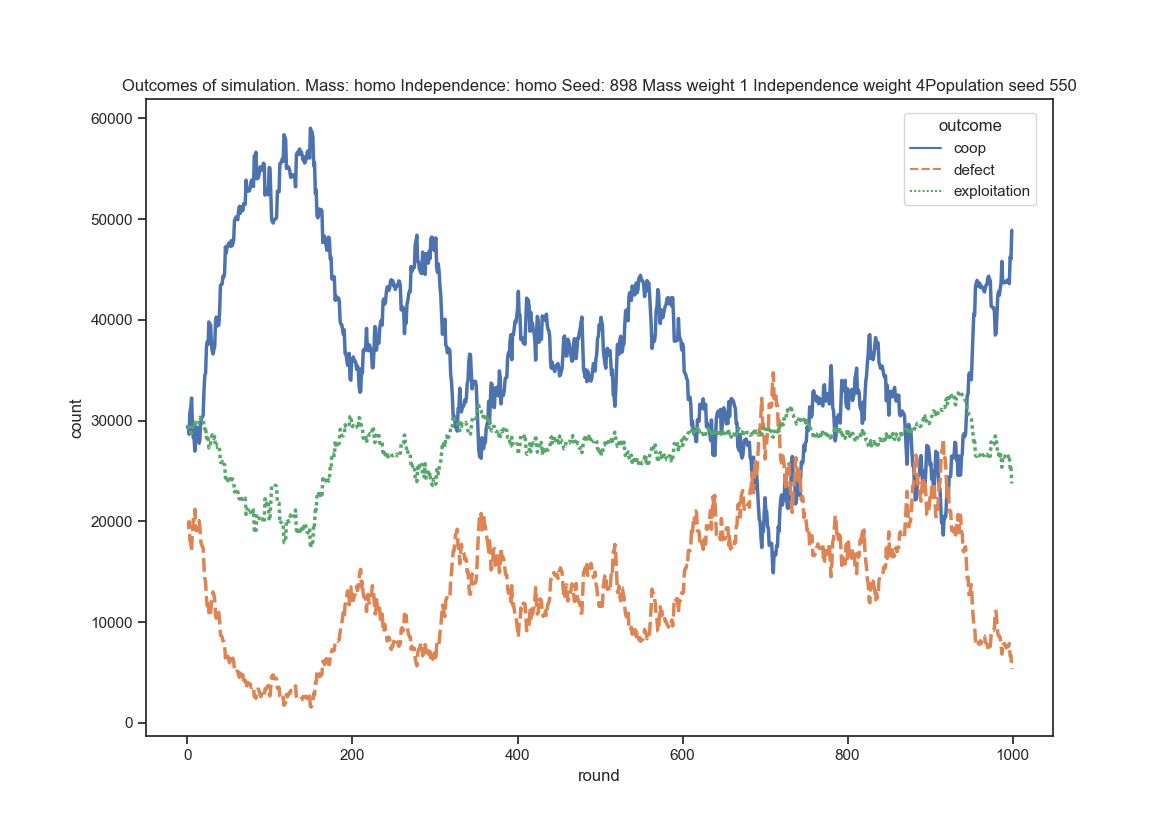 Outcomes of simulation. Mass: homo Independence: homo Seed: 898 Mass weight 1 Independence weight 4Population seed 550
outcome
coop
defect
exploitation
60000
50000
40000
30000
20000
10000
0
count
0 200 400 600 800 1000
round